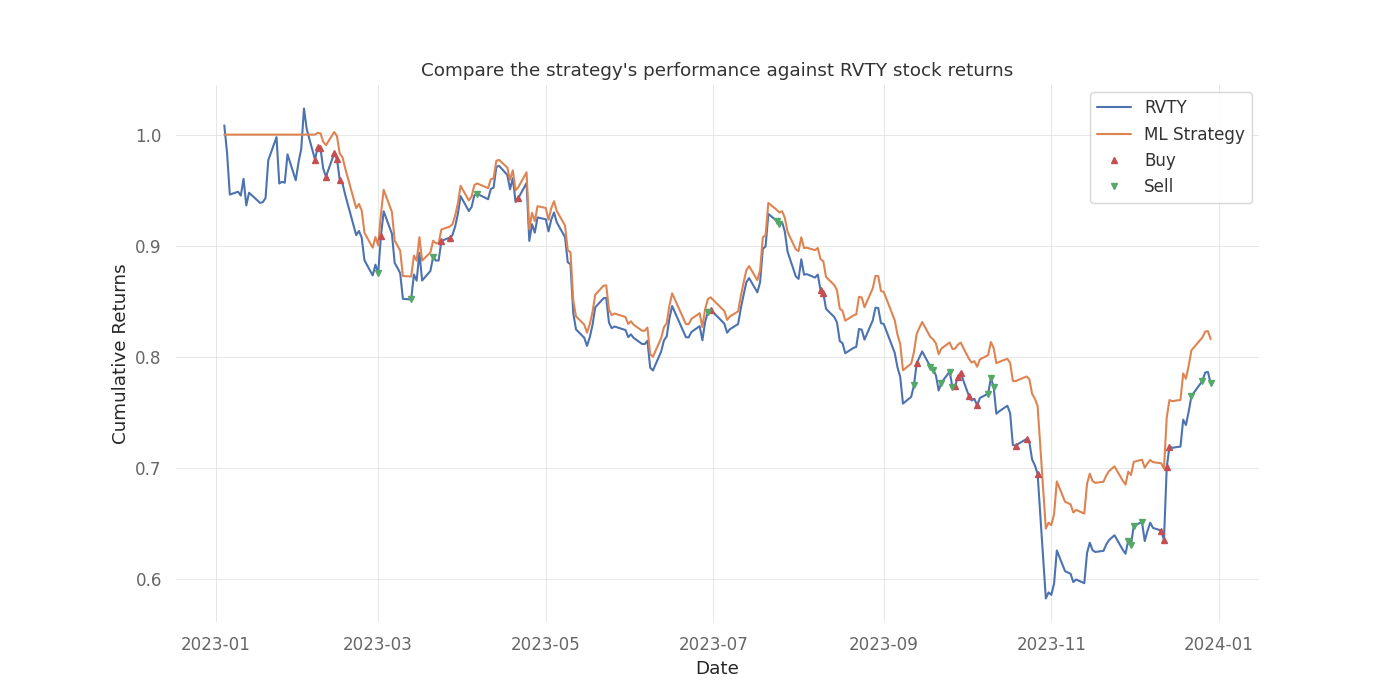 Compare the strategy's performance against RVTY stock returns
RVTY
ML Strategy
Buy
Sell
Cumulative Returns
1.0
0.9
0.8
0.7
0.6
2023-01
2023-03
2023-05
2023-07
2023-09
2023-11
2024-01
Date